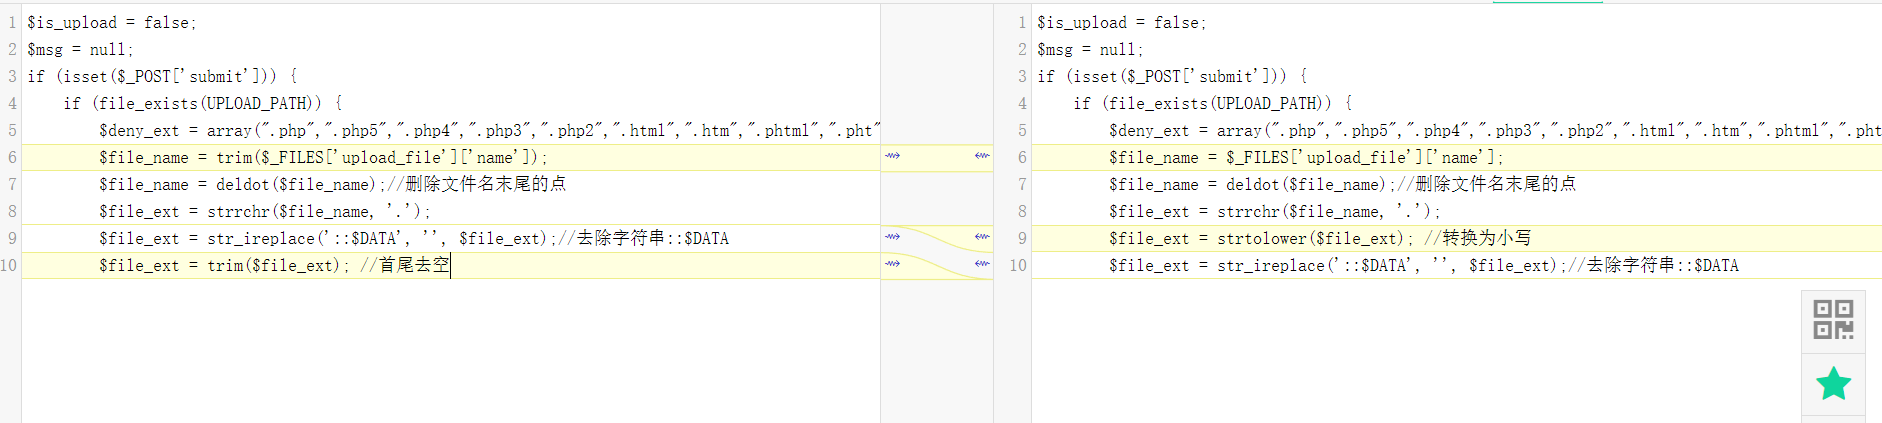 1 $is_upload = false;
2 $msg = null;
3 if (isset($_POST['submit'])) {
4     if (file_exists(UPLOAD_PATH)) {
5         $deny_ext = array(".php",".php5",".php4",".php3",".php2",".html",".htm",".phtml",".pht"
6         $file_name = trim($_FILES['upload_file']['name']);
7         $file_name = deldot($file_name);//删除文件名末尾的点
8         $file_ext = strrchr($file_name, '.');
9         $file_ext = str_ireplace('::$DATA', '', $file_ext);//去除字符串::$DATA
10         $file_ext = trim($file_ext); //首尾去空
1 $is_upload = false;
2 $msg = null;
3 if (isset($_POST['submit'])) {
4     if (file_exists(UPLOAD_PATH)) {
5         $deny_ext = array(".php",".php5",".php4",".php3",".php2",".html",".htm",".phtml",".pht
6         $file_name = $_FILES['upload_file']['name'];
7         $file_name = deldot($file_name);//删除文件名末尾的点
8         $file_ext = strrchr($file_name, '.');
9         $file_ext = strtolower($file_ext); //转换为小写
10         $file_ext = str_ireplace('::$DATA', '', $file_ext);//去除字符串::$DATA